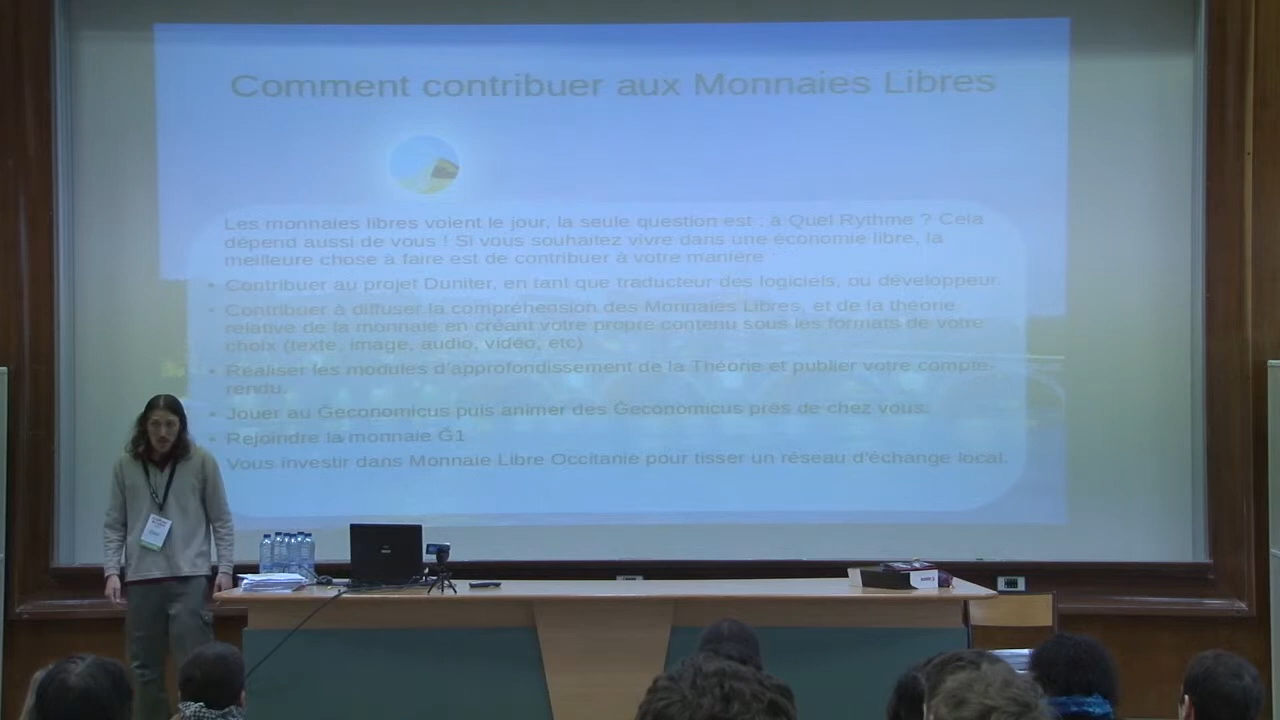 Comment contribuer aux Monnaies Libres
Les monnaies libres voient le jour, la seule question est : à Quel Rythme ? Cela
dépend aussi de vous ! Si vous souhaitez vivre dans une économie libre, la
meilleure chose à faire est de contribuer à votre manière
• Contribuer au projet Duniter, en tant que traducteur des logiciels, ou développeur.
• Contribuer à diffuser la compréhension des Monnaies Libres, et de la théorie
relative de la monnaie en créant votre propre contenu sous les formats de votre
choix (texte, image, audio, vidéo, etc)
• Réaliser les modules d'approfondissement de la Théorie et publier votre compte-
rendu.
• Jouer au Ğeconomicus puis animer des Ğeconomicus près de chez vous.
• Rejoindre la monnaie Ğ1
Vous investir dans Monnaie Libre Occitanie pour tisser un réseau d'échange local.